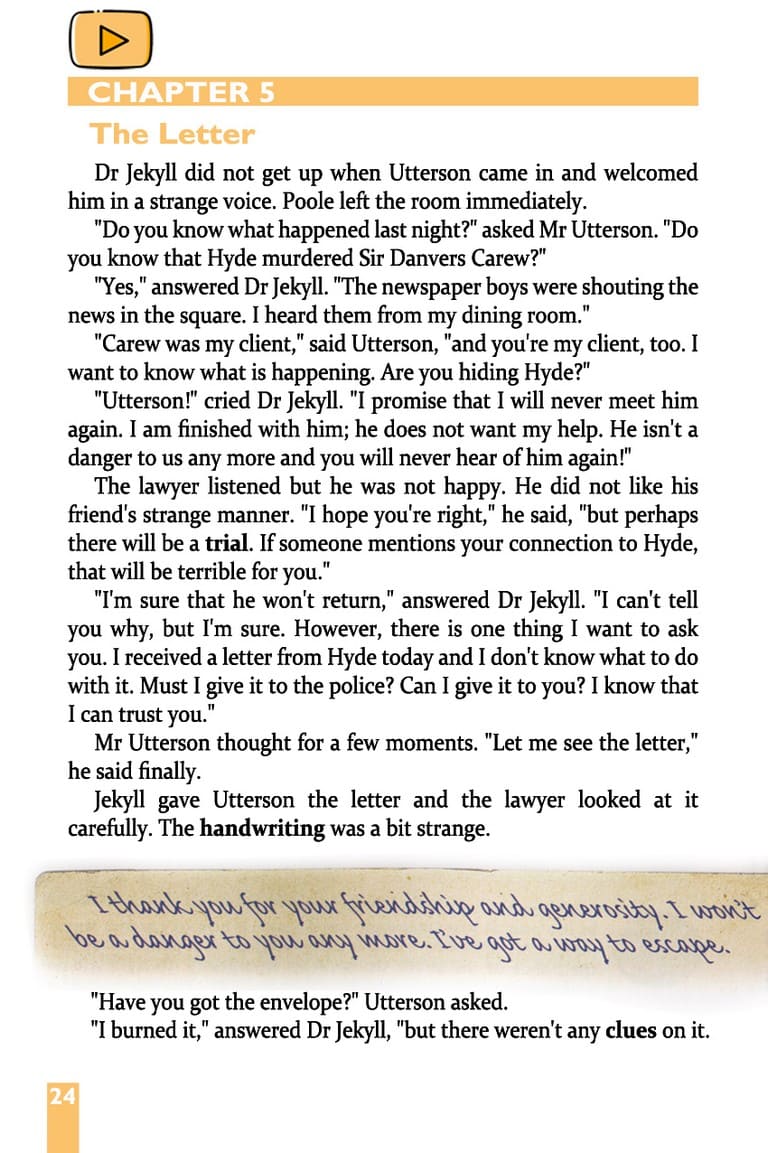 CHAPTER 5
The Letter
Dr Jekyll did not get up when Utterson came in and welcomed
him in a strange voice. Poole left the room immediately.
"Do you know what happened last night?" asked Mr Utterson. "Do
you know that Hyde murdered Sir Danvers Carew?"
"Yes," answered Dr Jekyll. "The newspaper boys were shouting the
news in the square. I heard them from my dining room."
"Carew was my client," said Utterson, "and you're my client, too. I
want to know what is happening. Are you hiding Hyde?"
"Utterson!" cried Dr Jekyll. "I promise that I will never meet him
again. I am finished with him; he does not want my help. He isn't a
danger to us any more and you will never hear of him again!"
The lawyer listened but he was not happy. He did not like his
friend's strange manner. "I hope you're right," he said, "but perhaps
there will be a trial. If someone mentions your connection to Hyde,
that will be terrible for you."
"I'm sure that he won't return," answered Dr Jekyll. "I can't tell
you why, but I'm sure. However, there is one thing I want to ask
you. I received a letter from Hyde today and I don't know what to do
with it. Must I give it to the police? Can I give it to you? I know that
I can trust you."
Mr Utterson thought for a few moments. "Let me see the letter,"
he said finally.
Jekyll gave Utterson the letter and the lawyer looked at it
carefully. The handwriting was a bit strange.
I thank you for your friendship and generosity. I won't
be a danger to you any more. I've got a way to escape.
"Have you got the envelope?" Utterson asked.
"I burned it," answered Dr Jekyll, "but there weren't any clues on it.
24